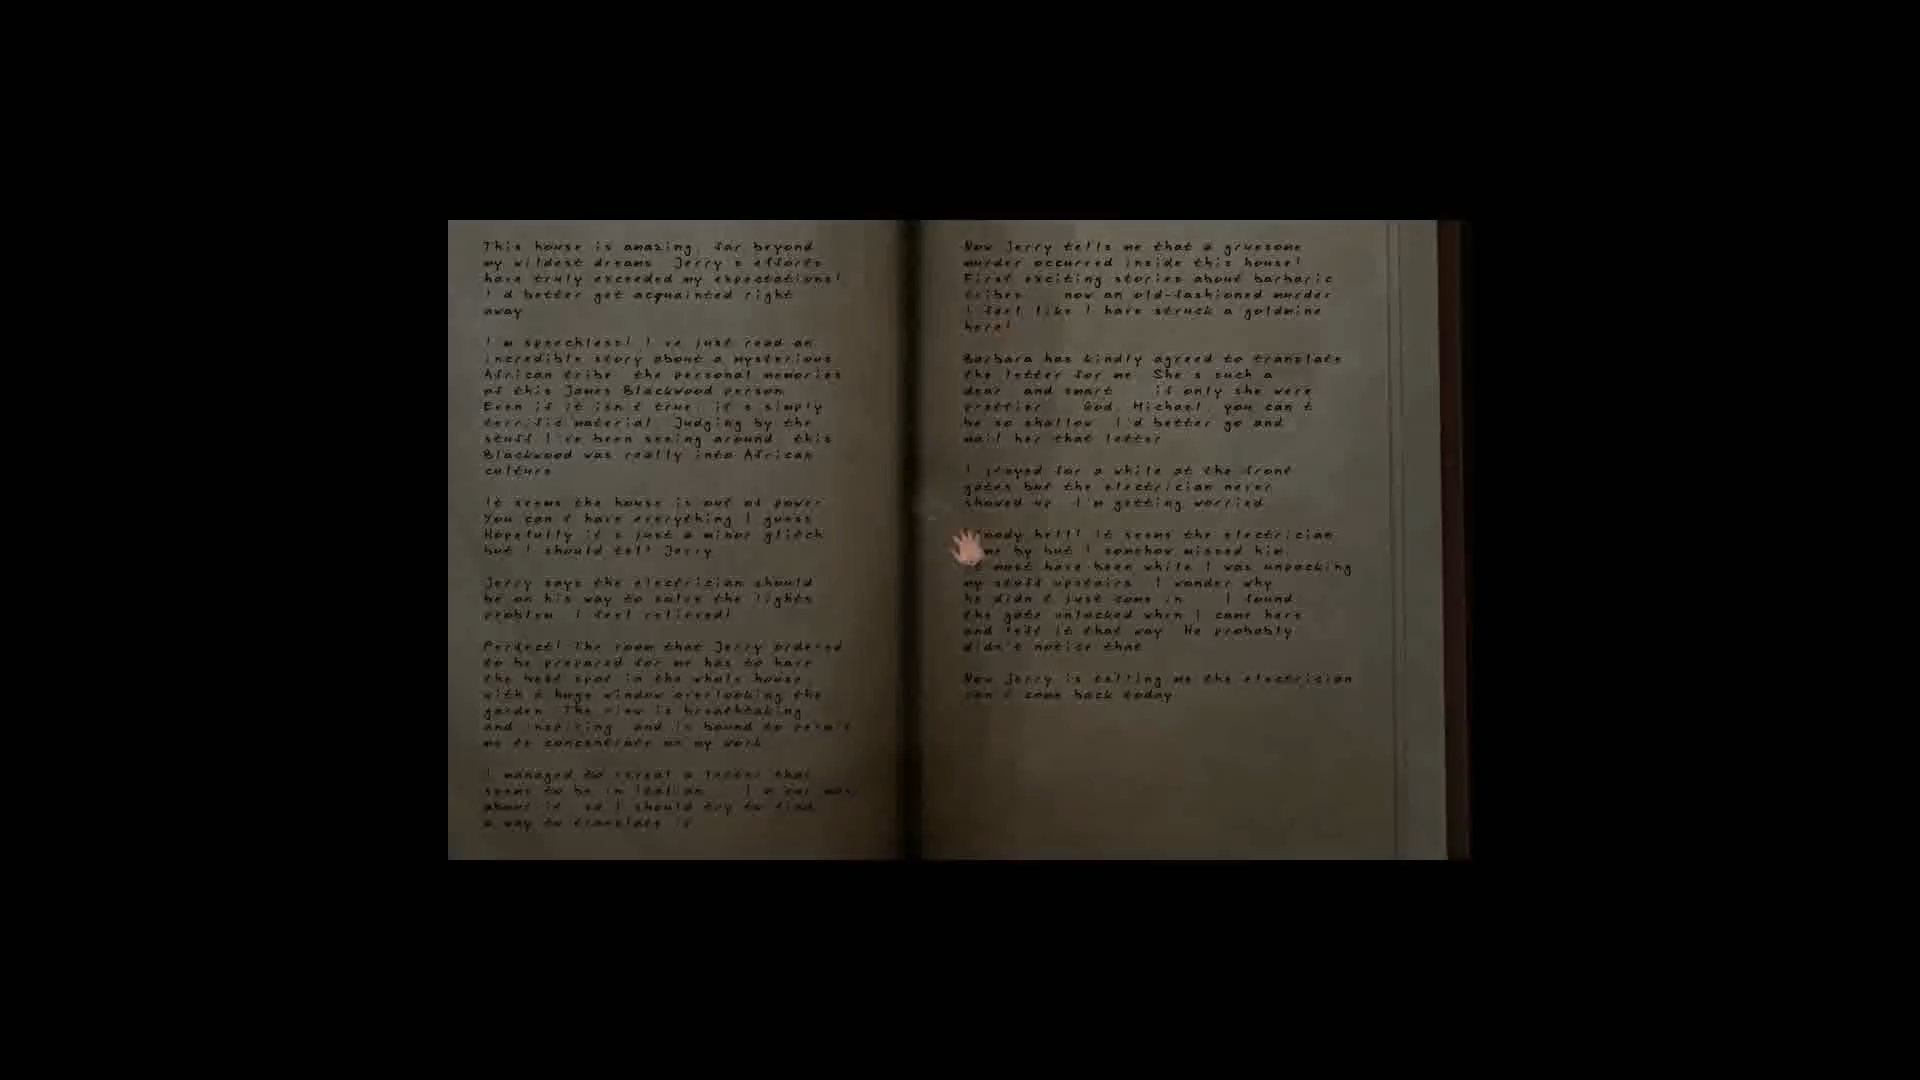 This house is amazing, far beyond
my wildest dreams. Jerry's efforts
have truly exceeded my expectations!
I'd better get acquainted right
away.
I'm speechless! I've just read an
incredible story about a mysterious
African tribe, the personal memories
of this James Blackwood person.
Even if it isn't true, it's simply
terrific material. Judging by the
stuff I've been seeing around, this
Blackwood was really into African
culture.
It seems the house is out of power.
You can't have everything I guess.
Hopefully it's just a minor glitch
but I should tell Jerry.
Jerry says the electrician should
be on his way to solve the lights
problem. I feel relieved!
Perfect! The room that Jerry ordered
to be prepared for me has to have
the best spot in the whole house,
with a huge window overlooking the
garden. The view is breathtaking
and inspiring, and is bound to permit
me to concentrate on my work.
I managed to reveal a letter that
seems to be in Italian...
about it, so I should try to find
a way to translate it.
Now Jerry tells me that a gruesome
murder occurred inside this house!
First exciting stories about barbaric
tribes... now an old-fashioned murder.
I feel like I have struck a goldmine
here!
Barbara has kindly agreed to translate
the letter for me. She's such a
dear, and smart... if only she were
prettier... God, Michael, you can't
be so shallow. I'd better go and
mail her that letter.
I stayed for a while at the front
gates but the electrician never
showed up. I'm getting worried.
Bloody hell! It seems the electrician
came by but I somehow missed him.
It must have been while I was unpacking
my stuff upstairs. I wonder why
he didn't just come in... I found
the gate unlocked when I came here
and left it that way. He probably
didn't notice that.
Now Jerry is telling me the electrician
can't come back today.